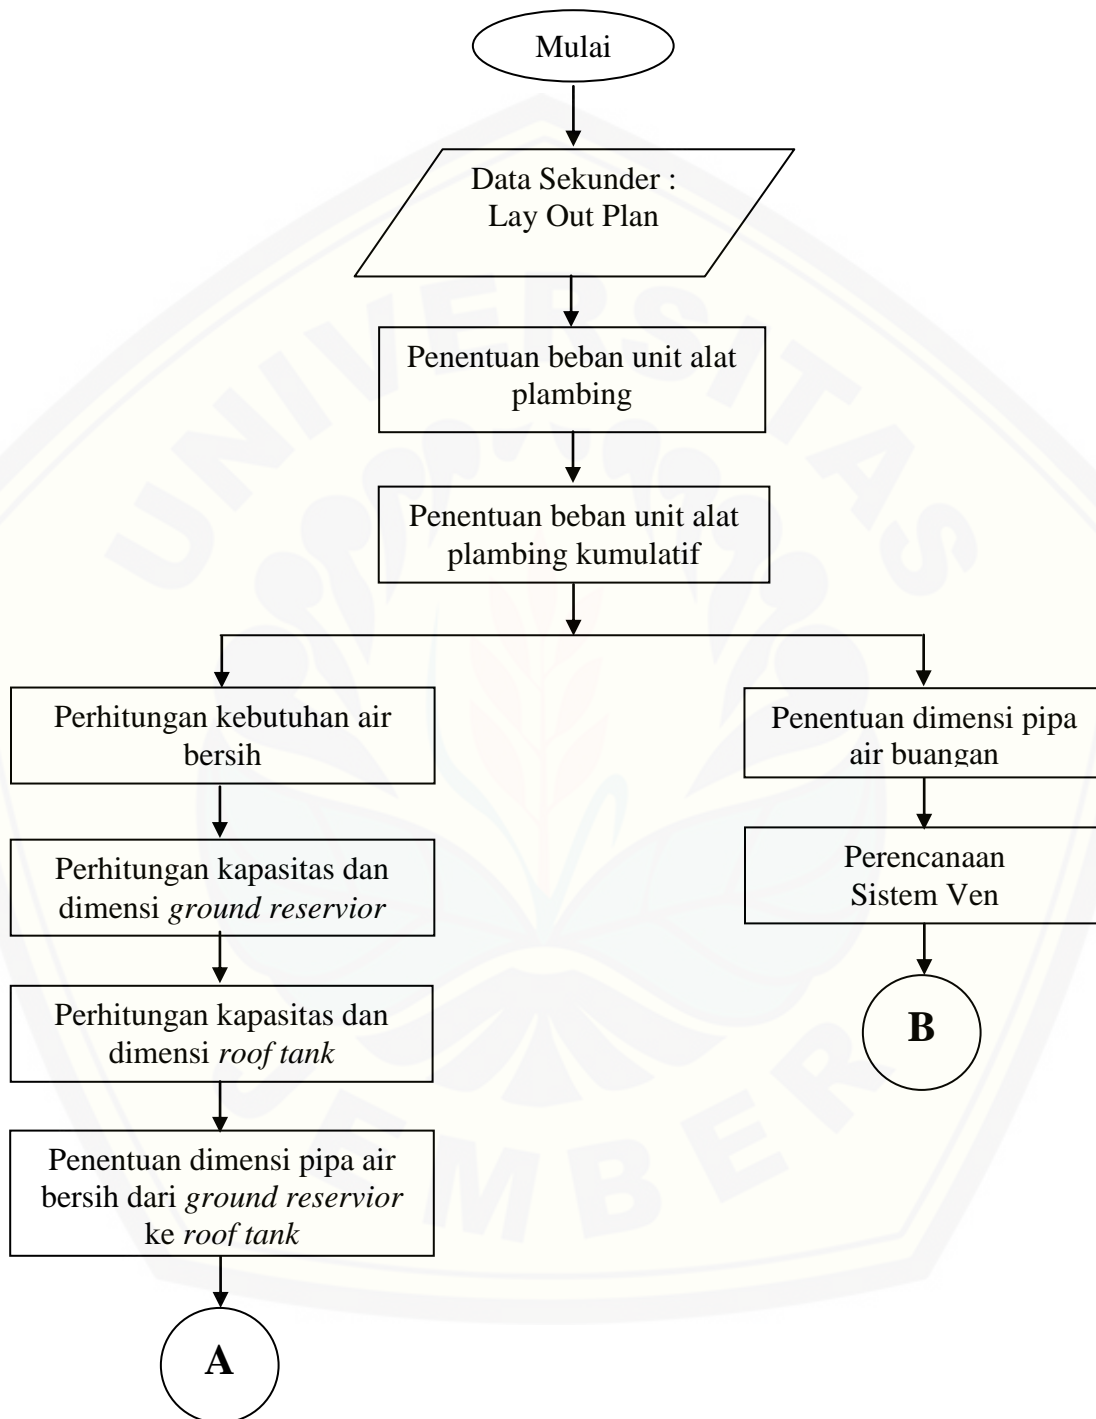 Mulai
Data Sekunder :
Lay Out Plan
Penentuan beban unit alat
plambing
Penentuan beban unit alat
plambing kumulatif
Perhitungan kebutuhan air
bersih
Perhitungan kapasitas dan
dimensi ground reservior
Perhitungan kapasitas dan
dimensi roof tank
Penentuan dimensi pipa air
bersih dari ground reservior
ke roof tank
A
Penentuan dimensi pipa
air buangan
Perencanaan
Sistem Ven
B
UNIVERSITAS
JEMBER